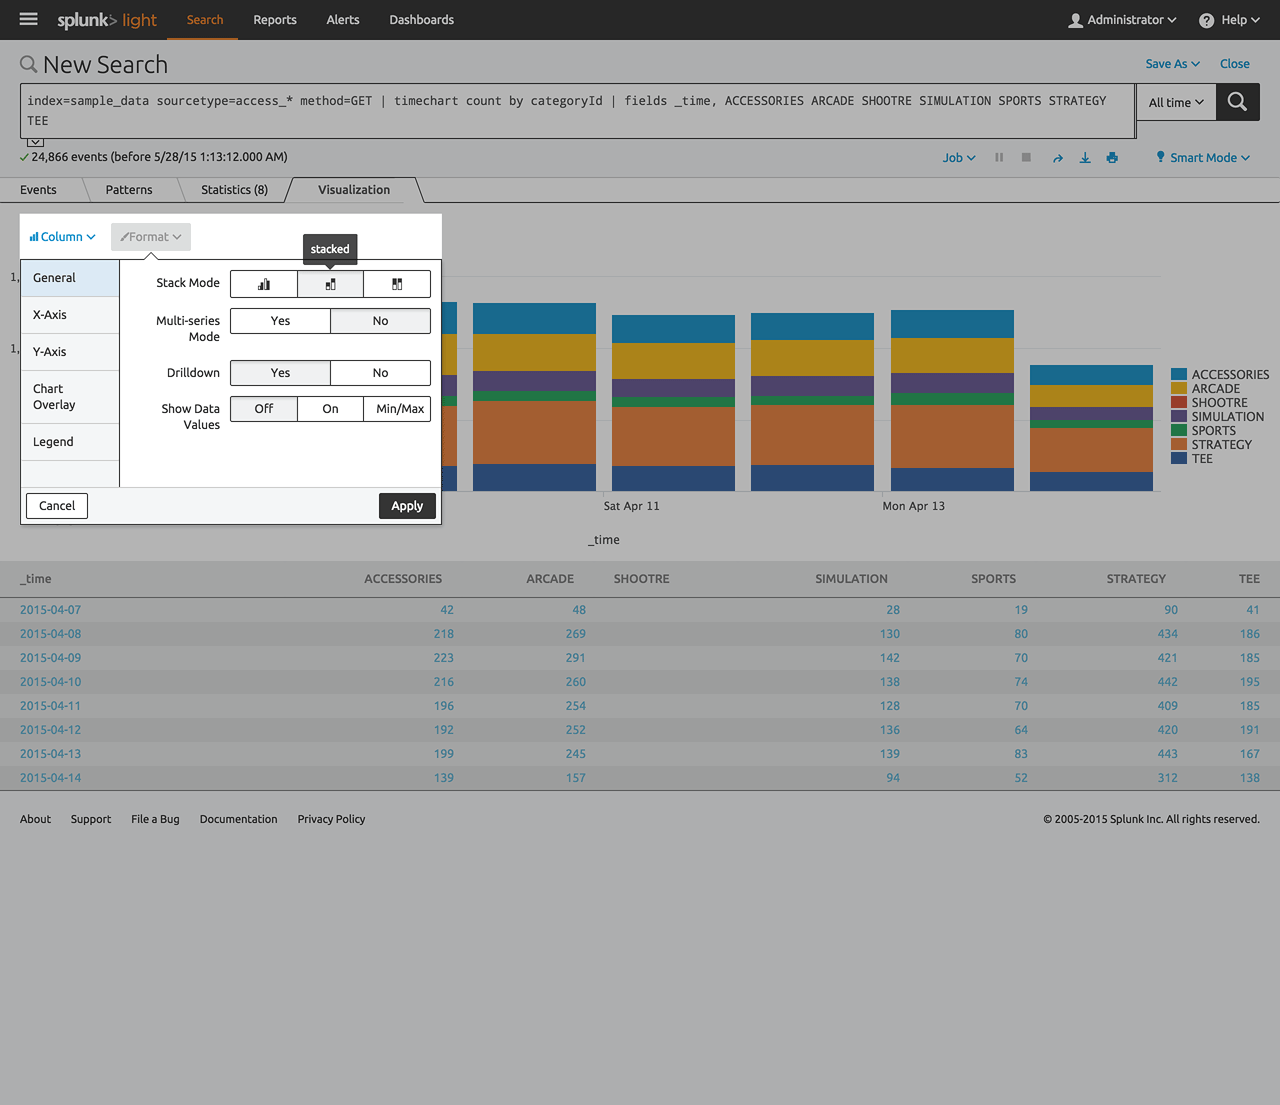 splunk> light Search Reports Alerts Dashboards Administrator ? Help
New Search Save As Close
index=sample_data sourcetype=access_* method=GET | timechart count by categoryId | fields _time, ACCESSORIES ARCADE SHOOTRE SIMULATION SPORTS STRATEGY
TEE
All time
24,866 events (before 5/28/15 1:13:12.000 AM) Job Smart Mode
Events Patterns Statistics (8) Visualization
Column Format
stacked
General
X-Axis
Y-Axis
Chart
Overlay
Legend
Stack Mode
Multi-series
Mode
Yes No
Drilldown Yes No
Show Data
Values
Off On Min/Max
Cancel Apply
1,
1,
ACCESSORIES
ARCADE
SHOOTRE
SIMULATION
SPORTS
STRATEGY
TEE
Sat Apr 11 Mon Apr 13
_time
_time ACCESSORIES ARCADE SHOOTRE SIMULATION SPORTS STRATEGY TEE
2015-04-07 42 48 28 19 90 41
2015-04-08 218 269 130 80 434 186
2015-04-09 223 291 142 70 421 185
2015-04-10 216 260 138 74 442 195
2015-04-11 196 254 128 70 409 185
2015-04-12 192 252 136 64 420 191
2015-04-13 199 245 139 83 443 167
2015-04-14 139 157 94 52 312 138
About Support File a Bug Documentation Privacy Policy © 2005-2015 Splunk Inc. All rights reserved.